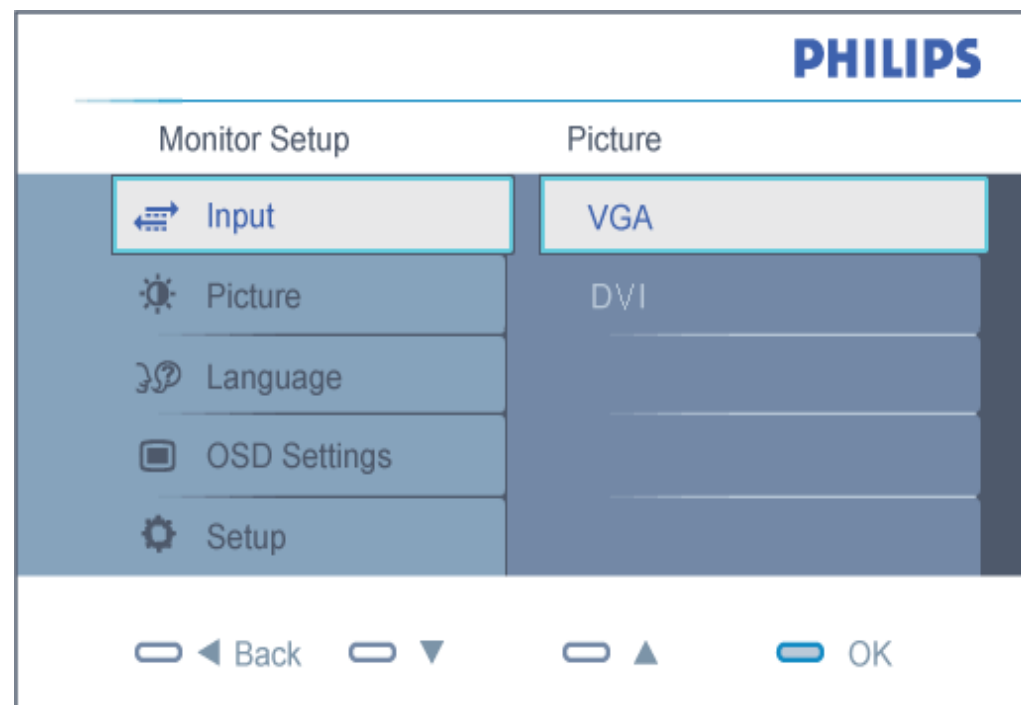 PHILIPS
Monitor Setup Picture
Input VGA
Picture DVI
Language
OSD Settings
Setup
Back OK